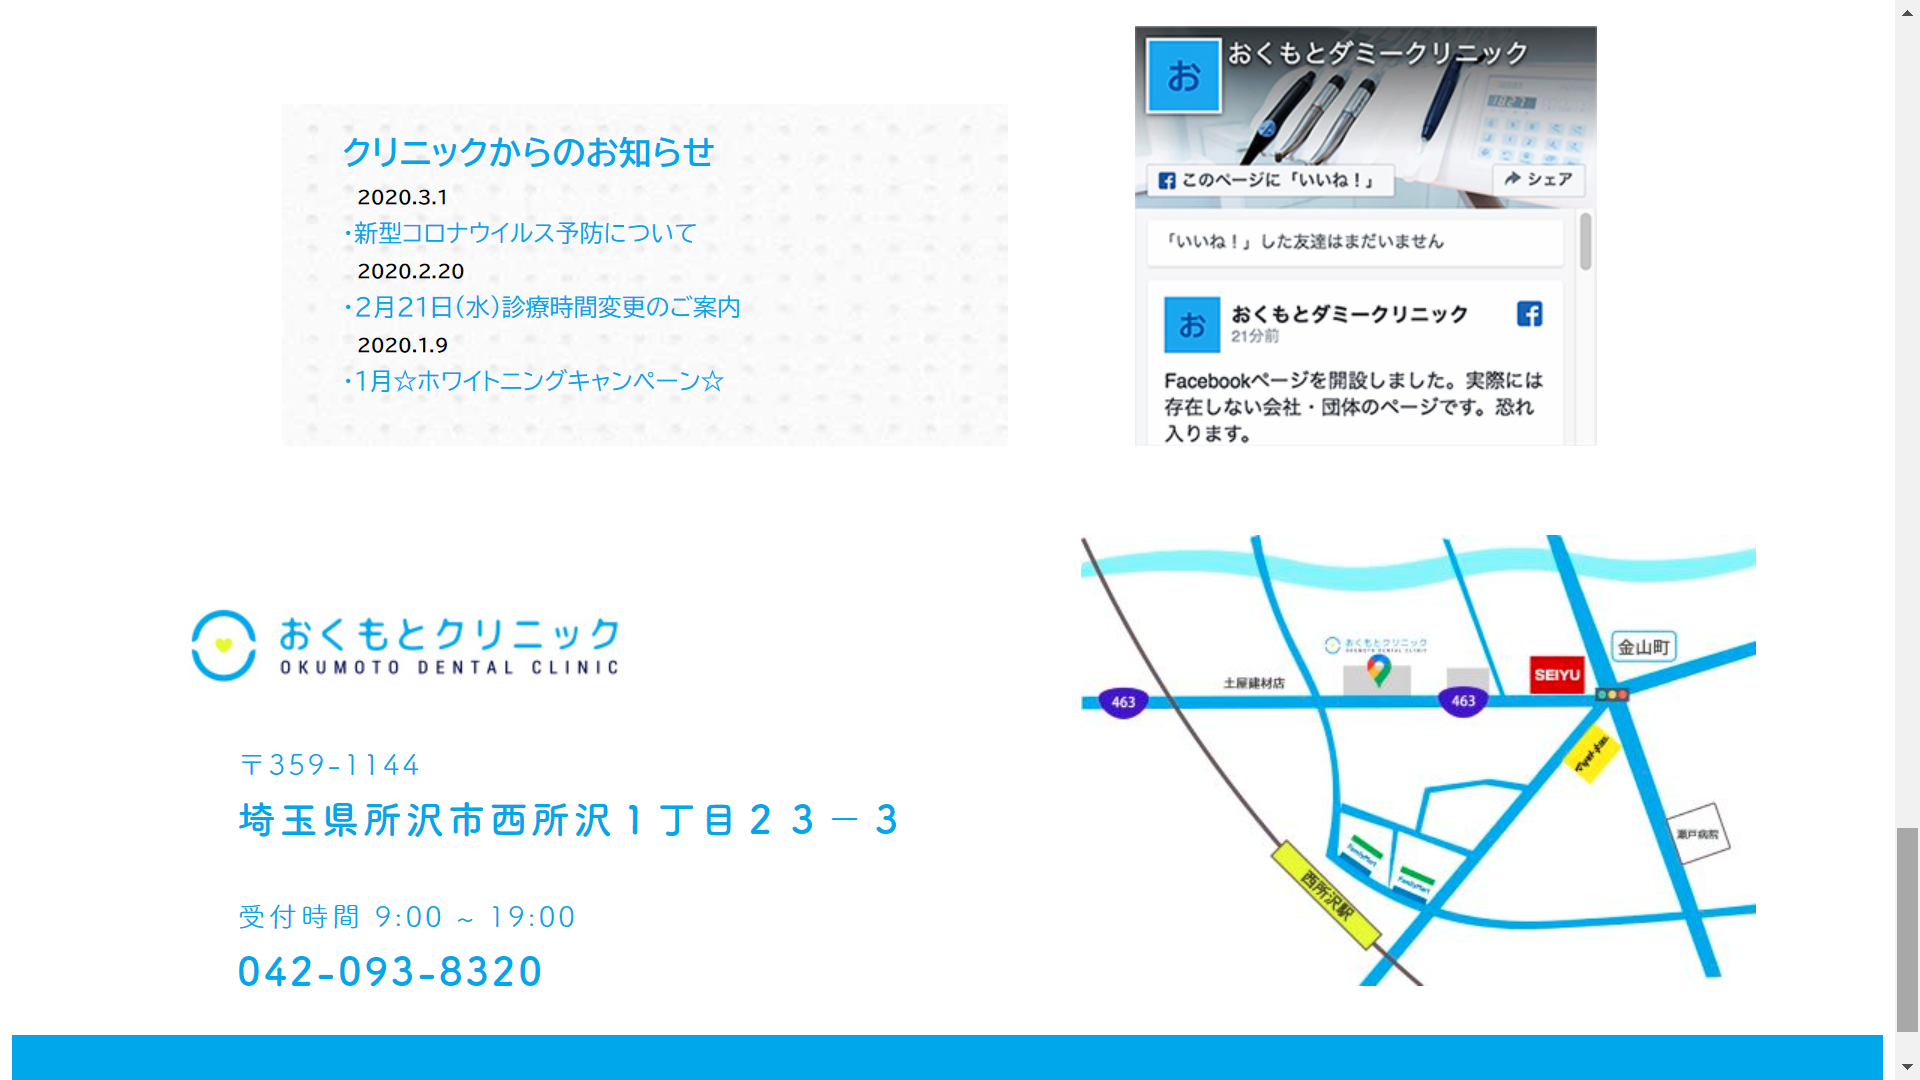 クリニックからのお知らせ
2020.3.1
・新型コロナウイルス予防について
2020.2.20
・2月21日(水)診療時間変更のご案内
2020.1.9
・1月☆ホワイトニングキャンペーン☆
お
おくもとダミークリニック
1827
このページに「いいね！」
シェア
「いいね！」した友達はまだいません
お
おくもとダミークリニック
21分前
Facebookページを開設しました。実際には
存在しない会社・団体のページです。恐れ
入ります。
おくもとクリニック
OKUMOTO DENTAL CLINIC
〒359-1144
埼玉県所沢市西所沢１丁目２３－３
受付時間 9:00 ~ 19:00
042-093-8320
おくもとクリニック
OKUMOTO DENTAL CLINIC
金山町
SEIYU
土屋建材店
463
463
瀬戸病院
FamilyMart
FamilyMart
西所沢駅